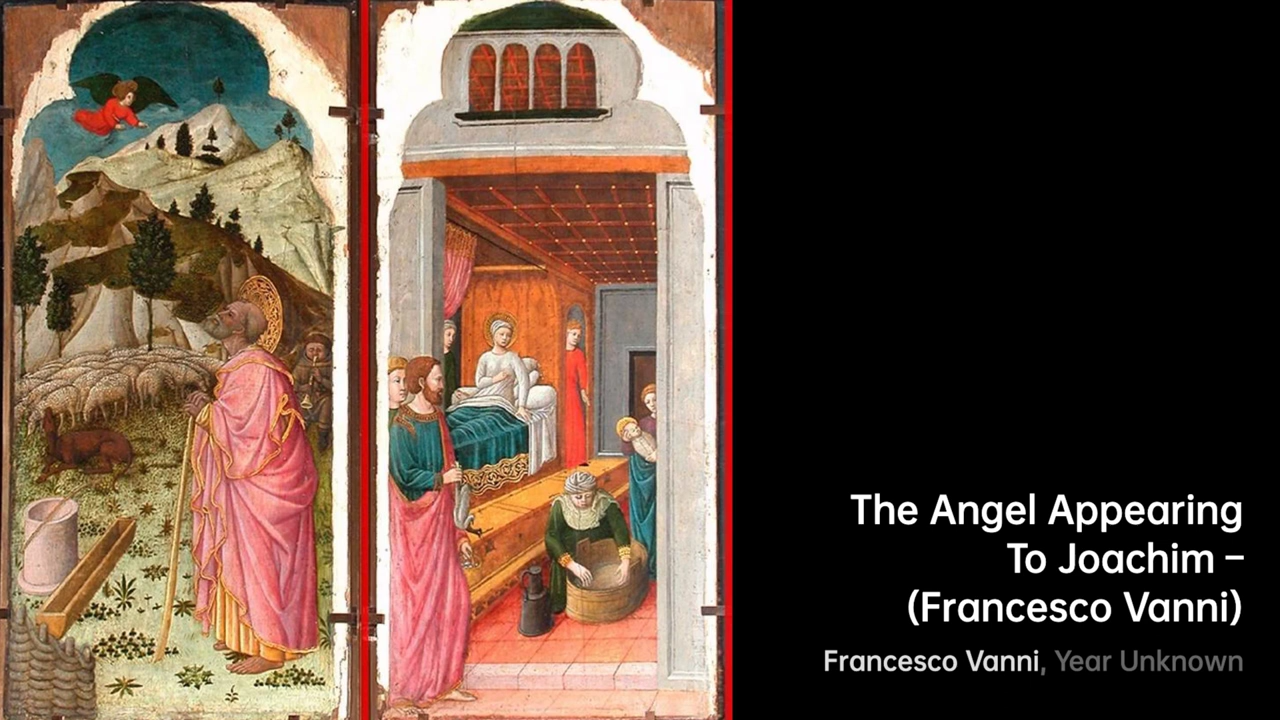 The Angel Appearing
To Joachim –
(Francesco Vanni)
Francesco Vanni, Year Unknown